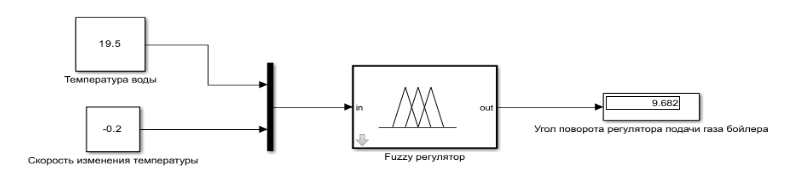 19.5
Температура воды
-0.2
Скорость изменения температуры
in
out
Fuzzy регулятор
9.682
Угол поворота регулятора подачи газа бойлера